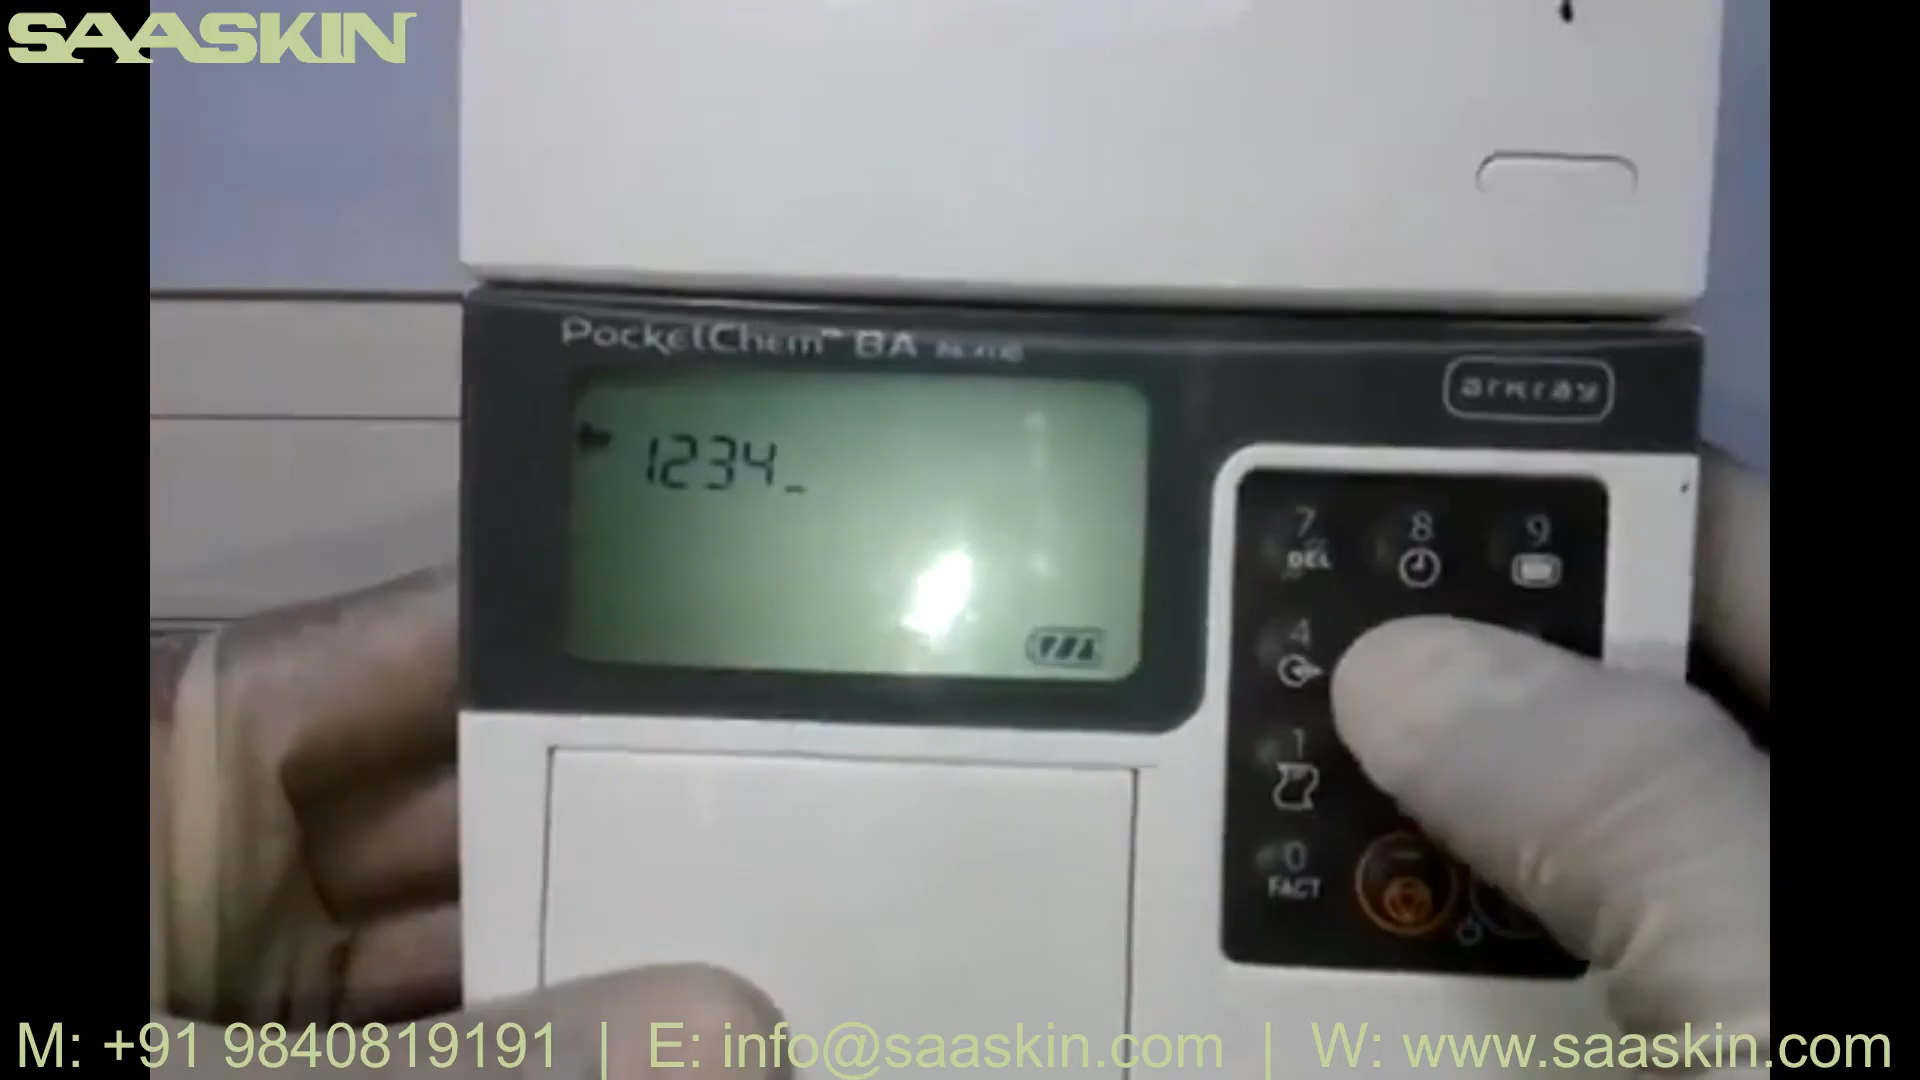 SAASKIN
PocketChem™ BA
arkray
1234_
7 8 9
DEL
4
1
0
FACT
M: +91 9840819191 | E: info@saaskin.com | W: www.saaskin.com